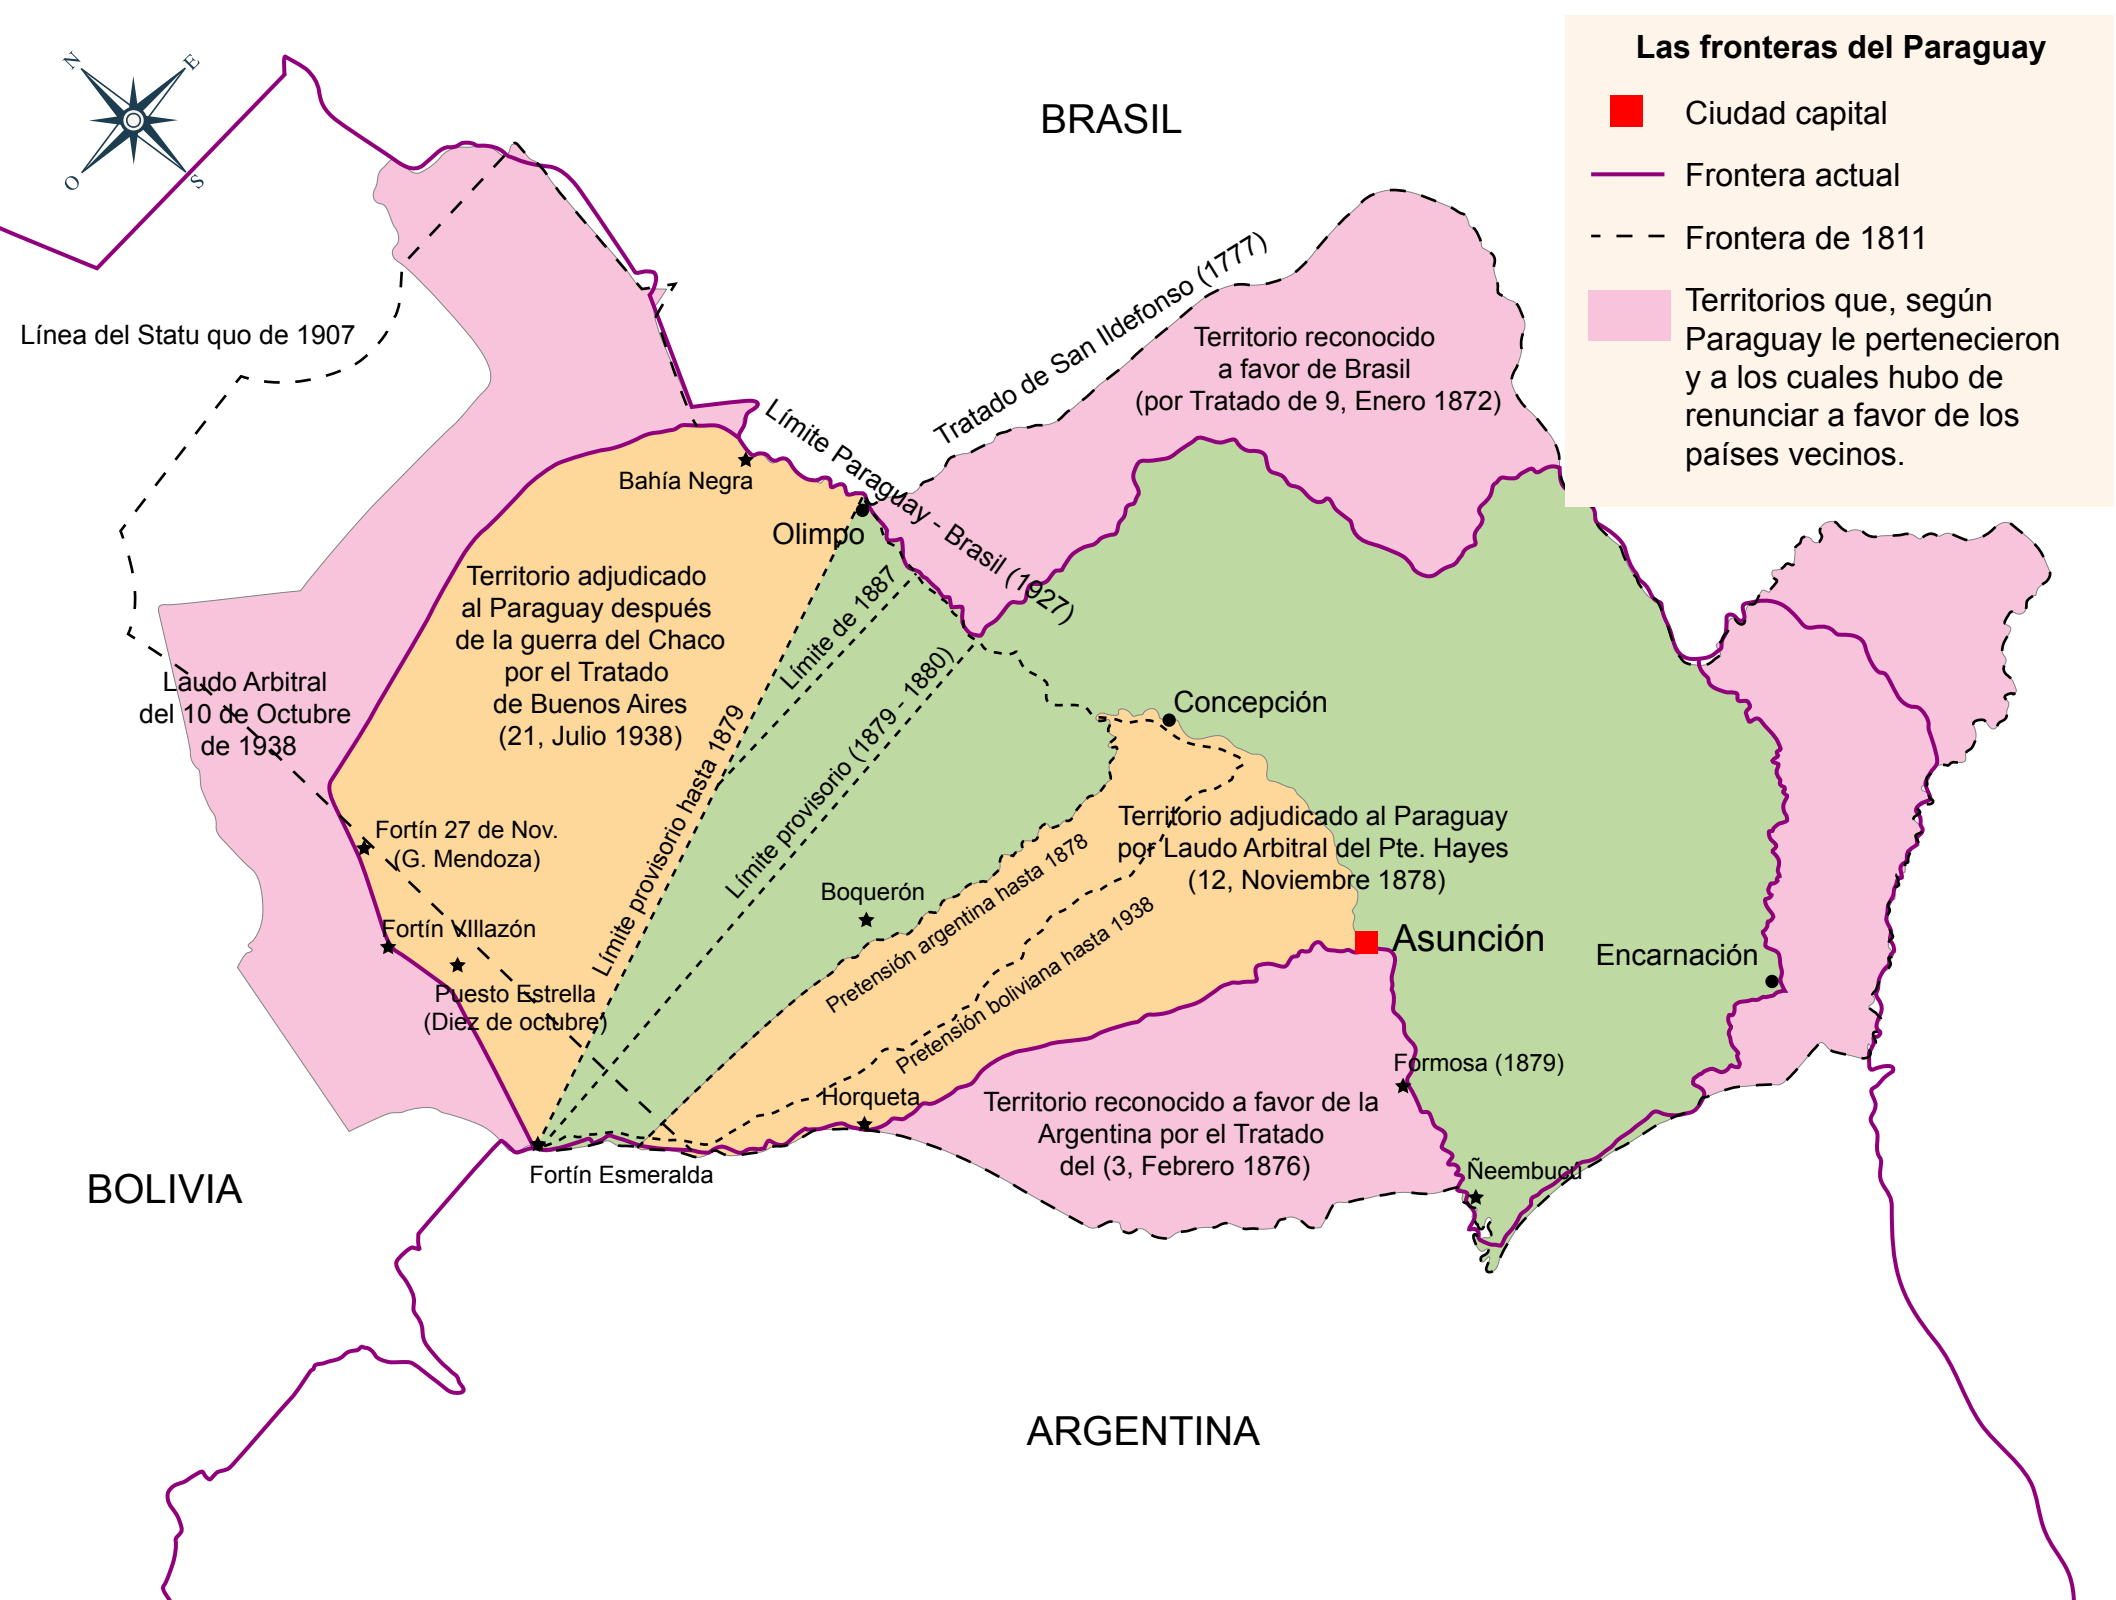 Las fronteras del Paraguay
Ciudad capital
Frontera actual
Frontera de 1811
Territorios que, según
Paraguay le pertenecieron
y a los cuales hubo de
renunciar a favor de los
países vecinos.
N
E
O
S
BRASIL
Línea del Statu quo de 1907
Tratado de San Ildefonso (1777)
Territorio reconocido
a favor de Brasil
(por Tratado de 9, Enero 1872)
Límite Paraguay - Brasil (1927)
Bahía Negra
Olimpo
Territorio adjudicado
al Paraguay después
de la guerra del Chaco
por el Tratado
de Buenos Aires
(21, Julio 1938)
Límite de 1887
Límite provisorio hasta 1879
Límite provisorio (1879 - 1880)
Laudo Arbitral
del 10 de Octubre
de 1938
Concepción
Fortín 27 de Nov.
(G. Mendoza)
Territorio adjudicado al Paraguay
por Laudo Arbitral del Pte. Hayes
(12, Noviembre 1878)
Boquerón
Pretensión argentina hasta 1878
Pretensión boliviana hasta 1938
Fortín VIllazón
Asunción
Encarnación
Puesto Estrella
(Diez de octubre)
Formosa (1879)
Horqueta
Territorio reconocido a favor de la
Argentina por el Tratado
del (3, Febrero 1876)
Fortín Esmeralda
Ñeembucú
BOLIVIA
ARGENTINA